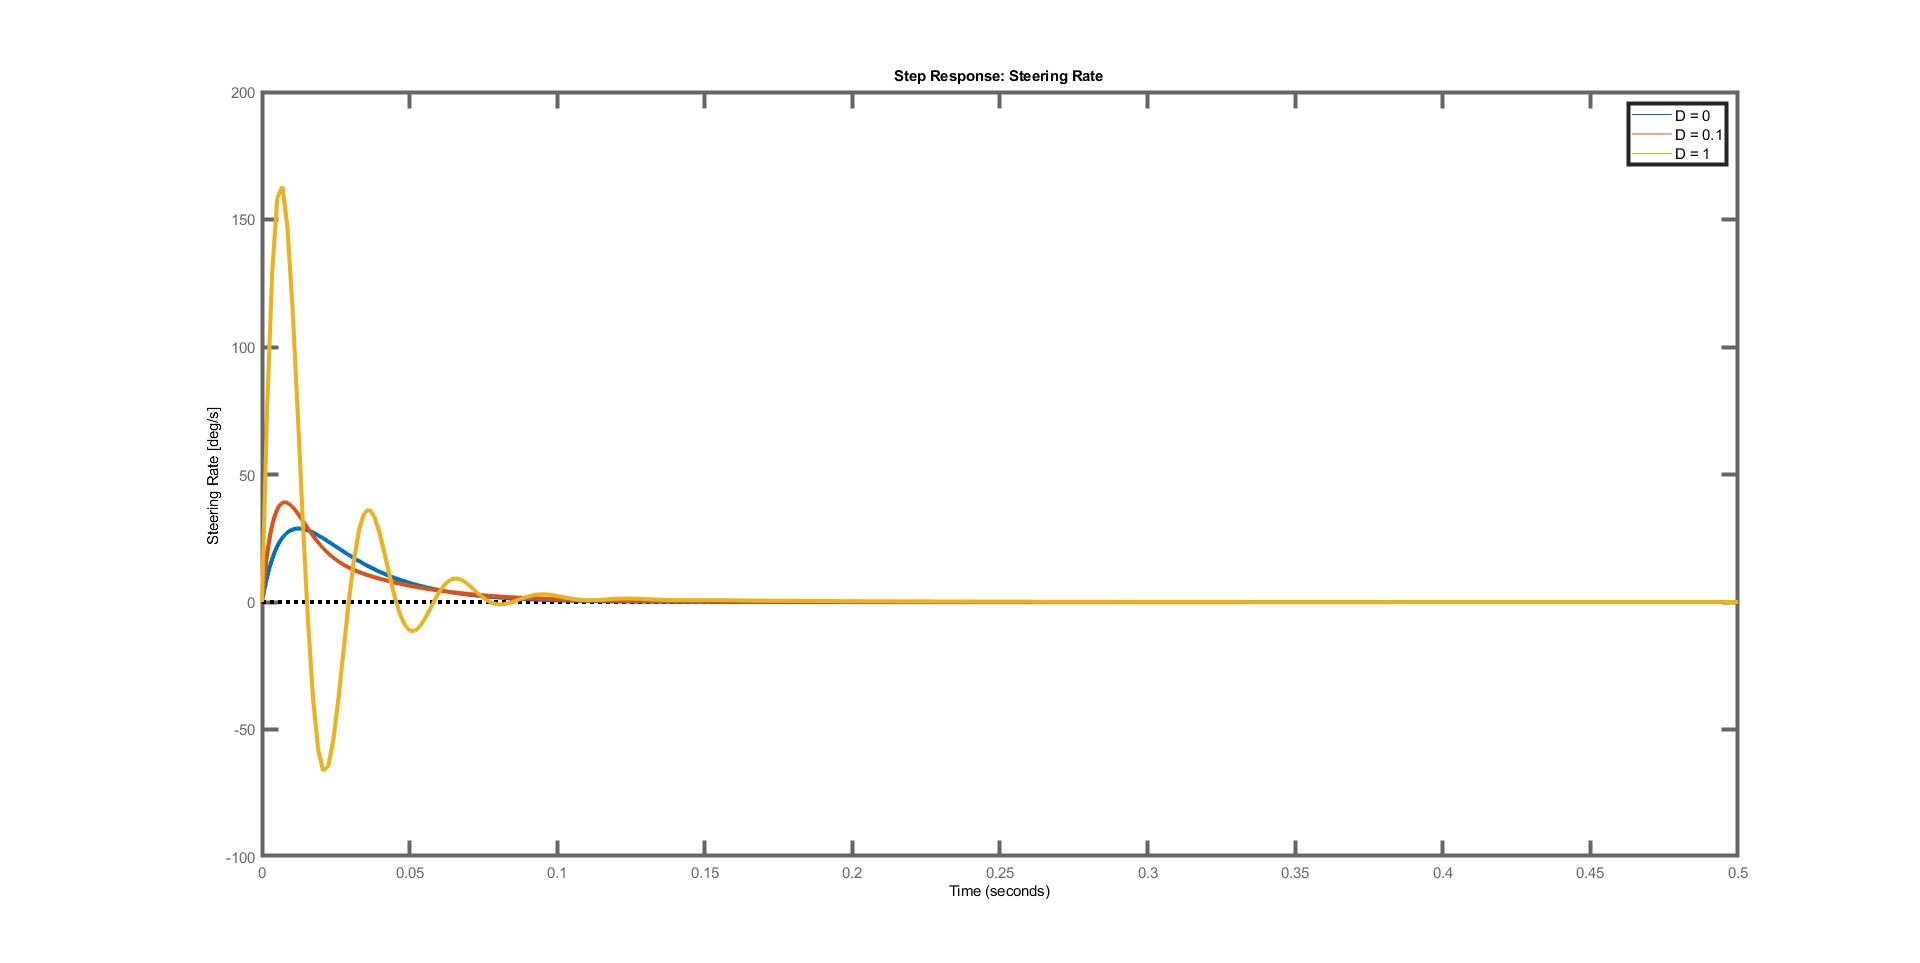 Step Response: Steering Rate
200
150
100
50
0
-50
-100
Steering Rate [deg/s]
D = 0
D = 0.1
D = 1
0 0.05 0.1 0.15 0.2 0.25 0.3 0.35 0.4 0.45 0.5
Time (seconds)